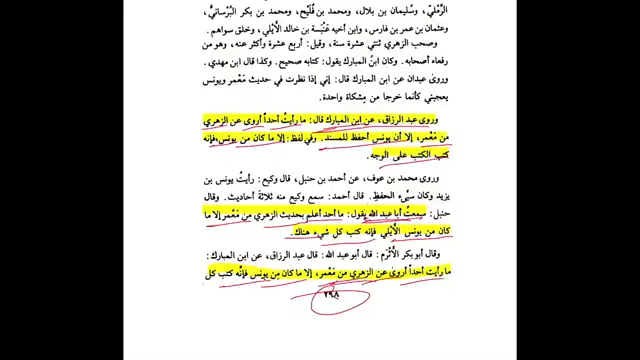 الرَّمْليّ، وسُليمان بن بلال، ومحمد بن فُلَيْح، ومحمد بن بكر البُرْسانيُّ،
وعثمان بن عمر بن فارس، وابن أخيه عَنْبَسة بن خالد الأَيْلي، وخلق سواهم.
وصحب الزهري ثنتي عشرة سنة، وقيل: أربع عشرة وأكثر عنه، وهو من
رفعاء أصحابه. وكان ابنُ المبارك يقول: كتابه صحيح. وكذا قال ابن مهدي.
وروى عبدان عن ابن المبارك قال: إني إذا نظرت في حديث مَعْمر ويونس
يعجبني كأنما خرجا من مِشكاة واحدة.
وروى عبد الرزاق، عن ابن المبارك قال: ما رأيتُ أحداً أروى عن الزهري
من مَعْمر، إلا أن يونس أحفظ للمسند. وفي لفظ: إلا ما كان من يونس، فإنه
كتب الكتب على الوجه.
وروى محمد بن عوف، عن أحمد بن حنبل، قال وكيع: رأيتُ يونس بن
يزيد وكان سيِّىء الحفظِ. قال أحمد: سمع وكيع منه ثلاثةَ أحاديث. وقال
حنبل: سمعتُ أبا عبد الله يقول: ما أحد أعلم بحديث الزهري من مَعْمر إلا ما
كان من يونس الأَيْلي فإنه كتب كل شيء هناك.
وقال أبو بكر الأَثْرَم: قال أبو عبد الله: قال عبد الرزاق، عن ابن المبارك:
ما رأيت أحداً أروى عن الزهري من مَعْمر، إلا ما كان مِن يونس فإنَّه كتب كل
٢٩٨